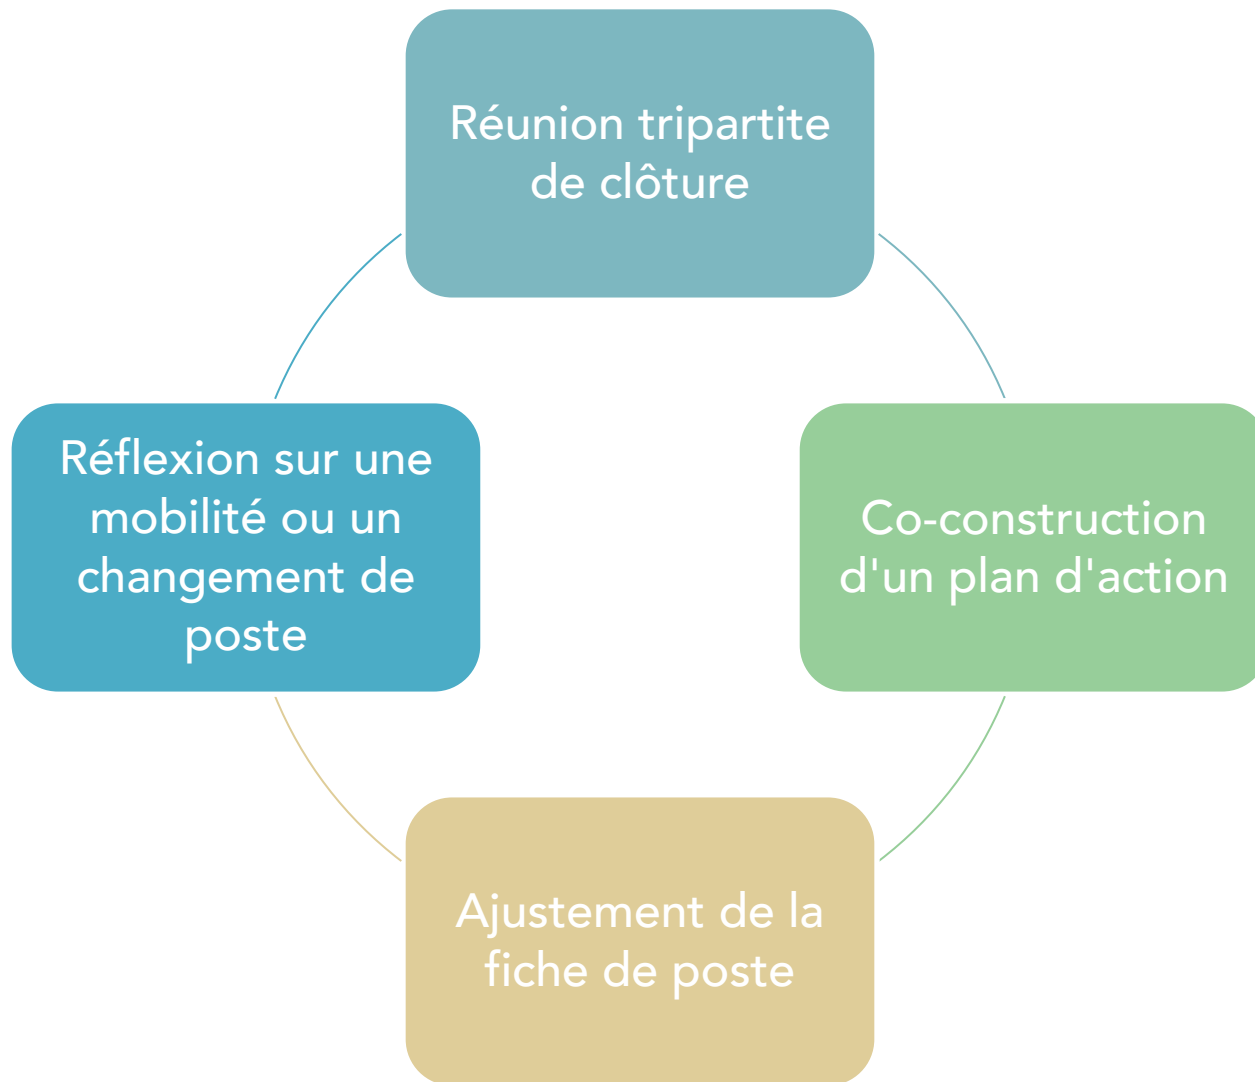 Réunion tripartite
de clôture
Réflexion sur une
mobilité ou un
changement de
poste
Co-construction
d'un plan d'action
Ajustement de la
fiche de poste